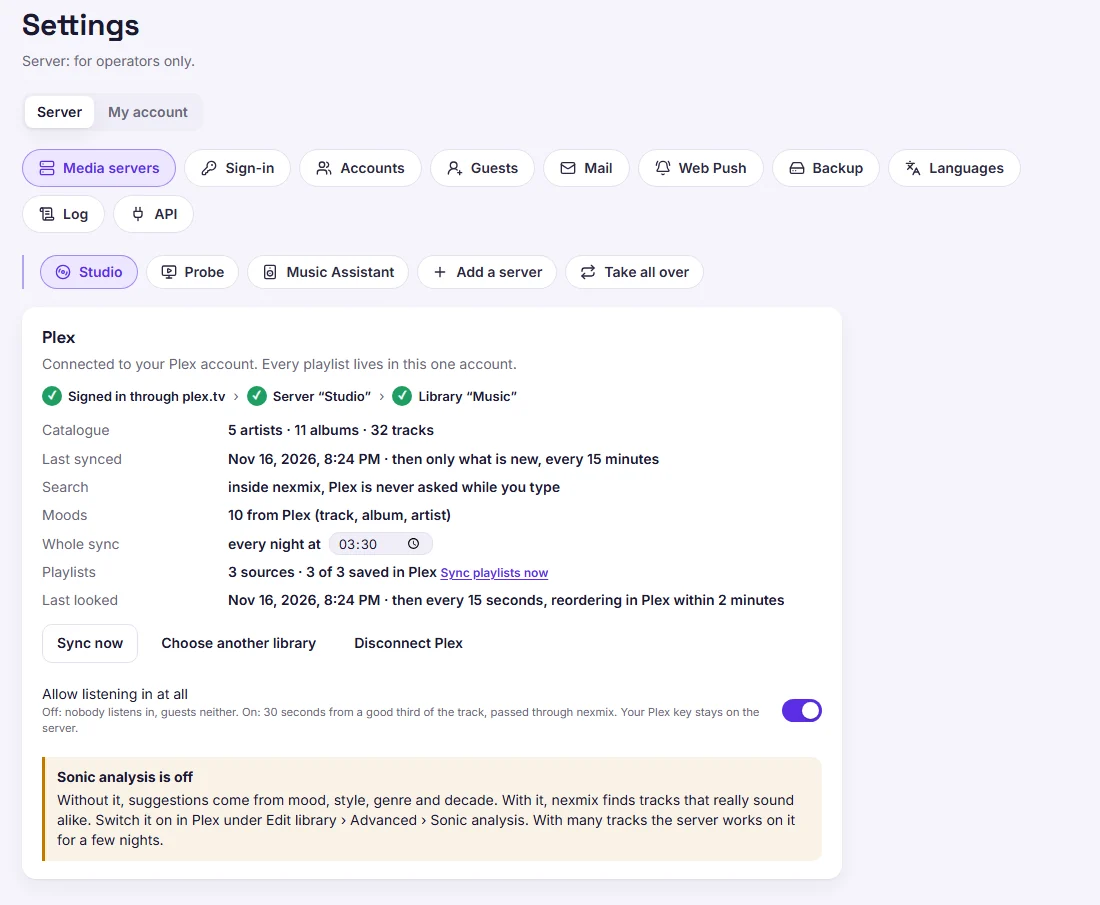 Settings
Server: for operators only.
Server My account
Media servers Sign-in Accounts Guests Mail Web Push Backup Languages
Log API
Studio Probe Music Assistant Add a server Take all over
Plex
Connected to your Plex account. Every playlist lives in this one account.
Signed in through plex.tv › Server “Studio” › Library “Music”
Catalogue 5 artists · 11 albums · 32 tracks
Last synced Nov 16, 2026, 8:24 PM · then only what is new, every 15 minutes
Search inside nexmix, Plex is never asked while you type
Moods 10 from Plex (track, album, artist)
Whole sync every night at 03:30
Playlists 3 sources · 3 of 3 saved in Plex Sync playlists now
Last looked Nov 16, 2026, 8:24 PM · then every 15 seconds, reordering in Plex within 2 minutes
Sync now Choose another library Disconnect Plex
Allow listening in at all
Off: nobody listens in, guests neither. On: 30 seconds from a good third of the track, passed through nexmix. Your Plex key stays on the
server.
Sonic analysis is off
Without it, suggestions come from mood, style, genre and decade. With it, nexmix finds tracks that really sound
alike. Switch it on in Plex under Edit library › Advanced › Sonic analysis. With many tracks the server works on it
for a few nights.